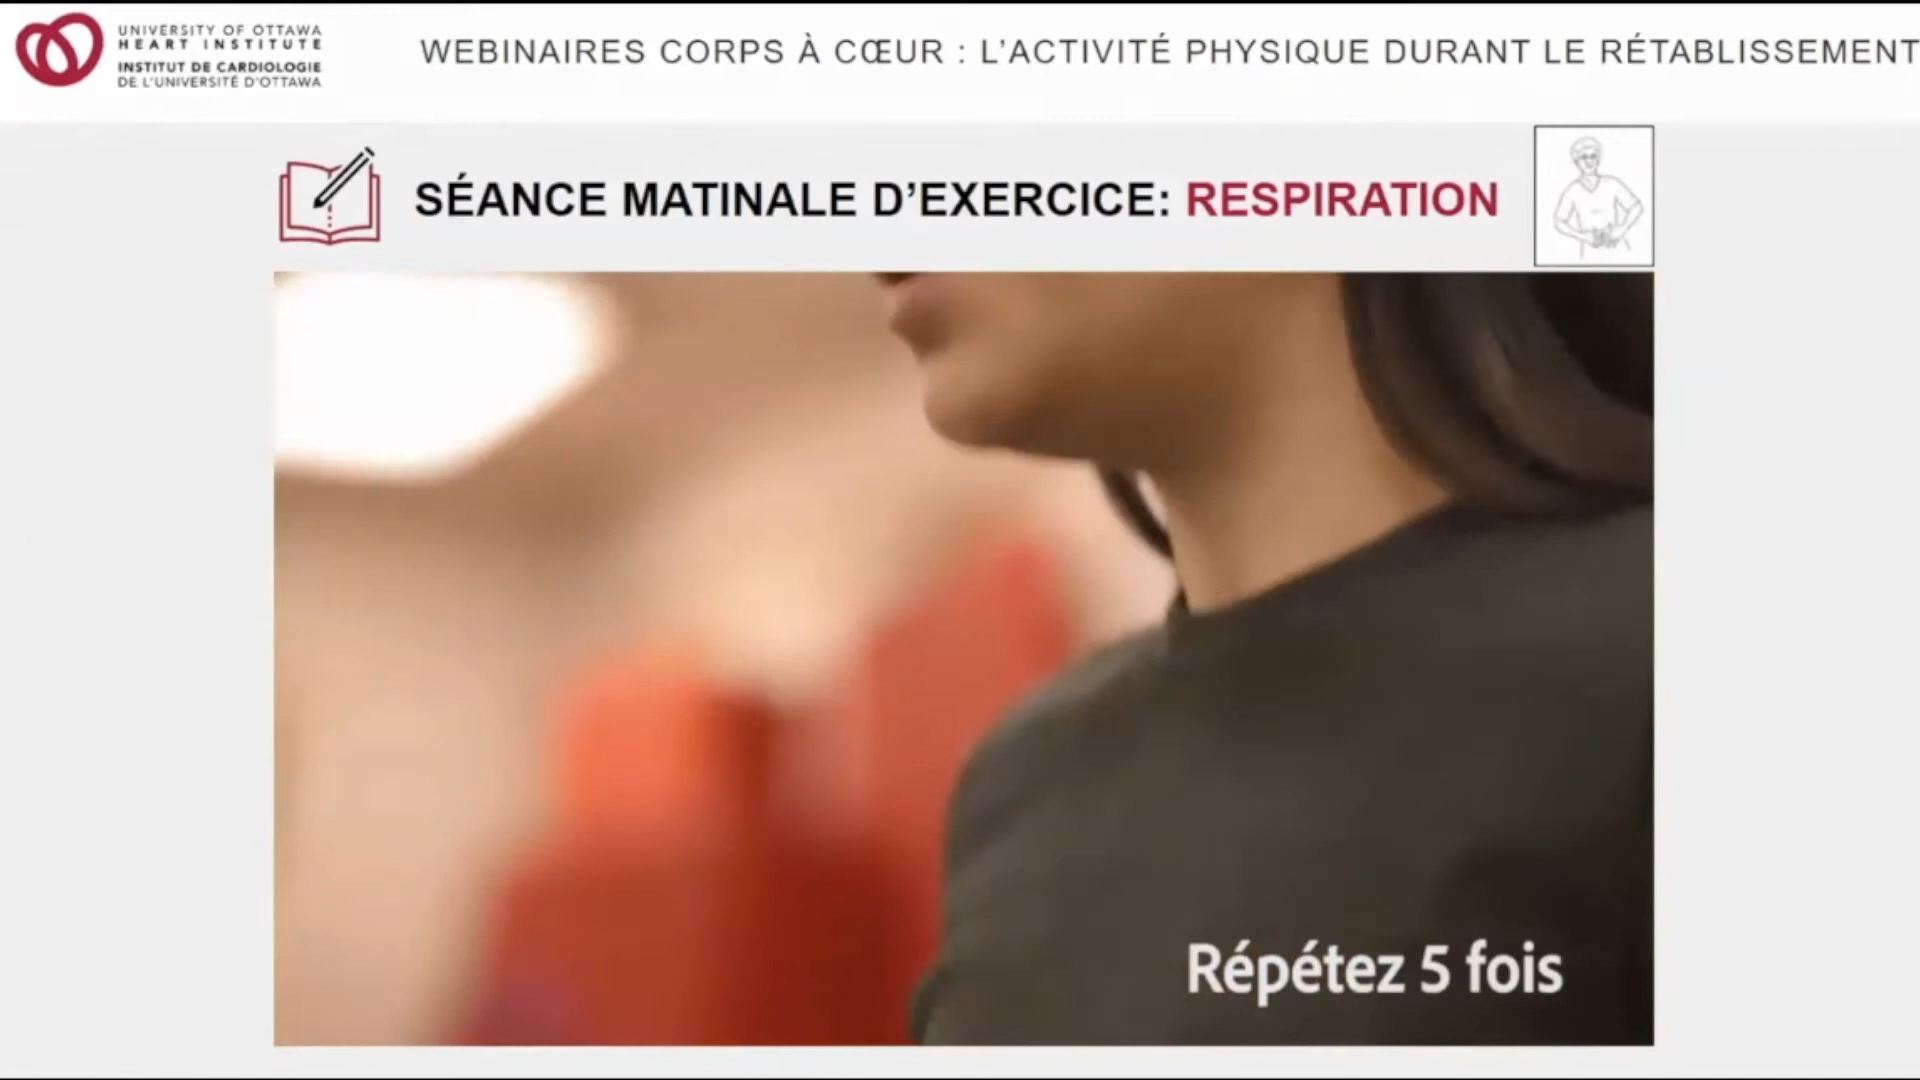 UNIVERSITY OF OTTAWA
HEART INSTITUTE
INSTITUT DE CARDIOLOGIE
DE L'UNIVERSITÉ D'OTTAWA
WEBINAIRES CORPS À CŒUR : L'ACTIVITÉ PHYSIQUE DURANT LE RÉTABLISSEMENT
SÉANCE MATINALE D'EXERCICE: RESPIRATION
Répétez 5 fois